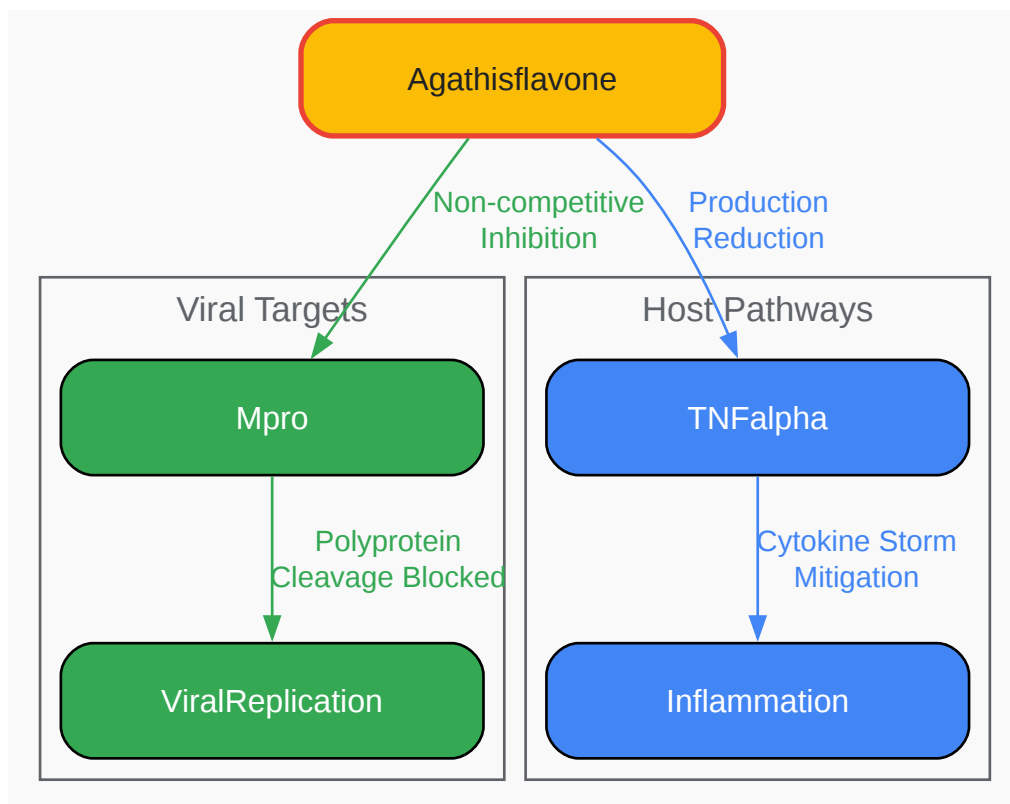 Agathisflavone
Non-competitive
Inhibition
Production
Reduction
Viral Targets
Host Pathways
Mpro
TNFalpha
Polyprotein
Cleavage Blocked
Cytokine Storm
Mitigation
ViralReplication
Inflammation